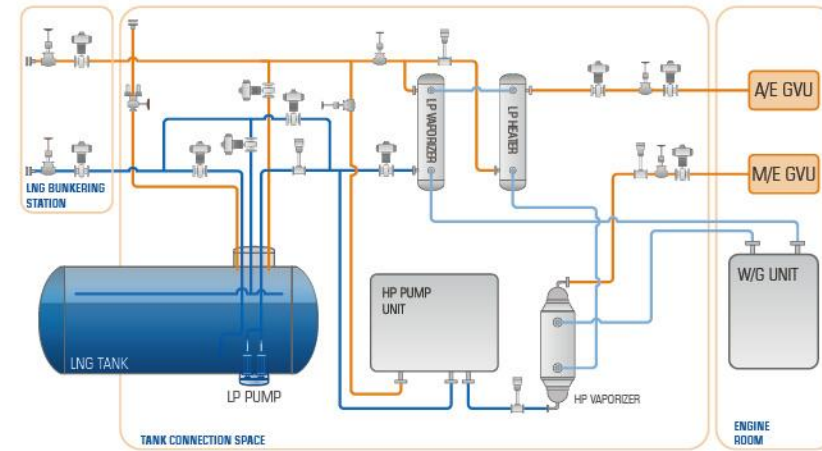 LP VAPORIZER
LP HEATER
A/E GVU
M/E GVU
LNG BUNKERING
STATION
HP PUMP
UNIT
W/G UNIT
LNG TANK
LP PUMP
HP VAPORIZER
TANK CONNECTION SPACE
ENGINE
ROOM